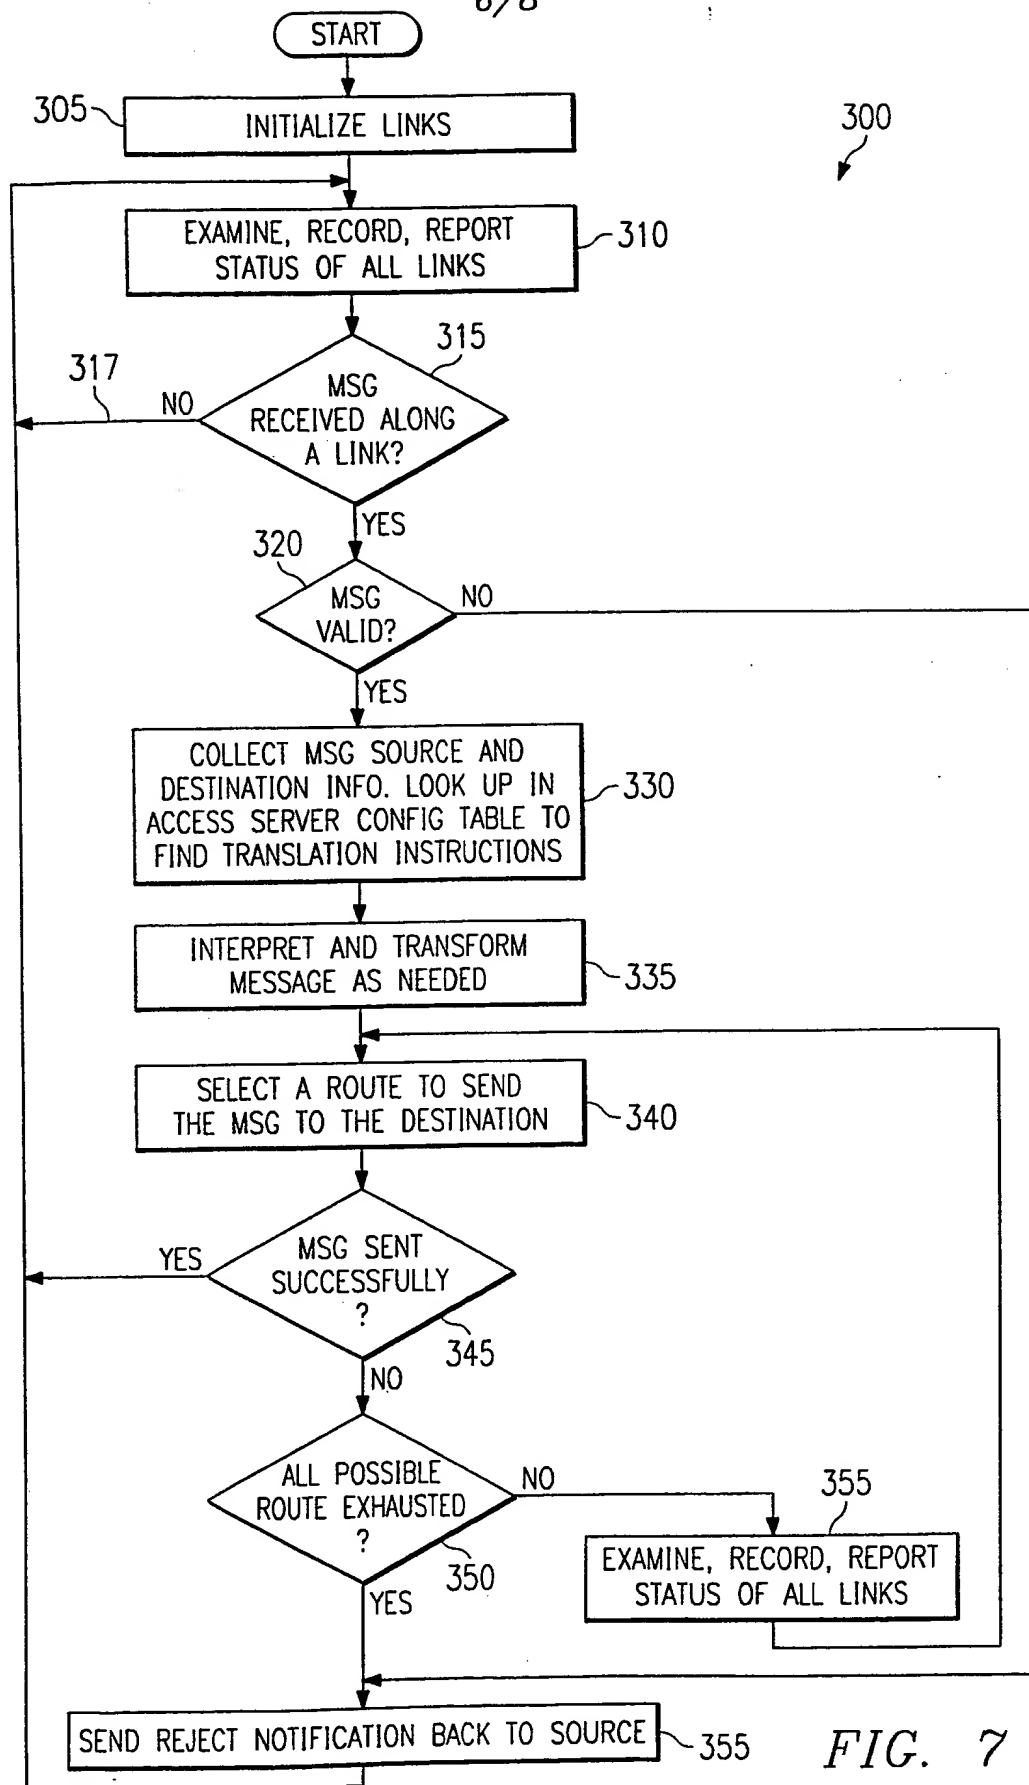 6/8
START
305
INITIALIZE LINKS
300
EXAMINE, RECORD, REPORT
STATUS OF ALL LINKS
310
315
317
NO
MSG
RECEIVED ALONG
A LINK?
YES
320
MSG
VALID?
NO
YES
COLLECT MSG SOURCE AND
DESTINATION INFO. LOOK UP IN
ACCESS SERVER CONFIG TABLE TO
FIND TRANSLATION INSTRUCTIONS
330
INTERPRET AND TRANSFORM
MESSAGE AS NEEDED
335
SELECT A ROUTE TO SEND
THE MSG TO THE DESTINATION
340
YES
MSG SENT
SUCCESSFULLY
?
345
NO
ALL POSSIBLE
ROUTE EXHAUSTED
?
350
NO
355
EXAMINE, RECORD, REPORT
STATUS OF ALL LINKS
YES
SEND REJECT NOTIFICATION BACK TO SOURCE
355
FIG. 7